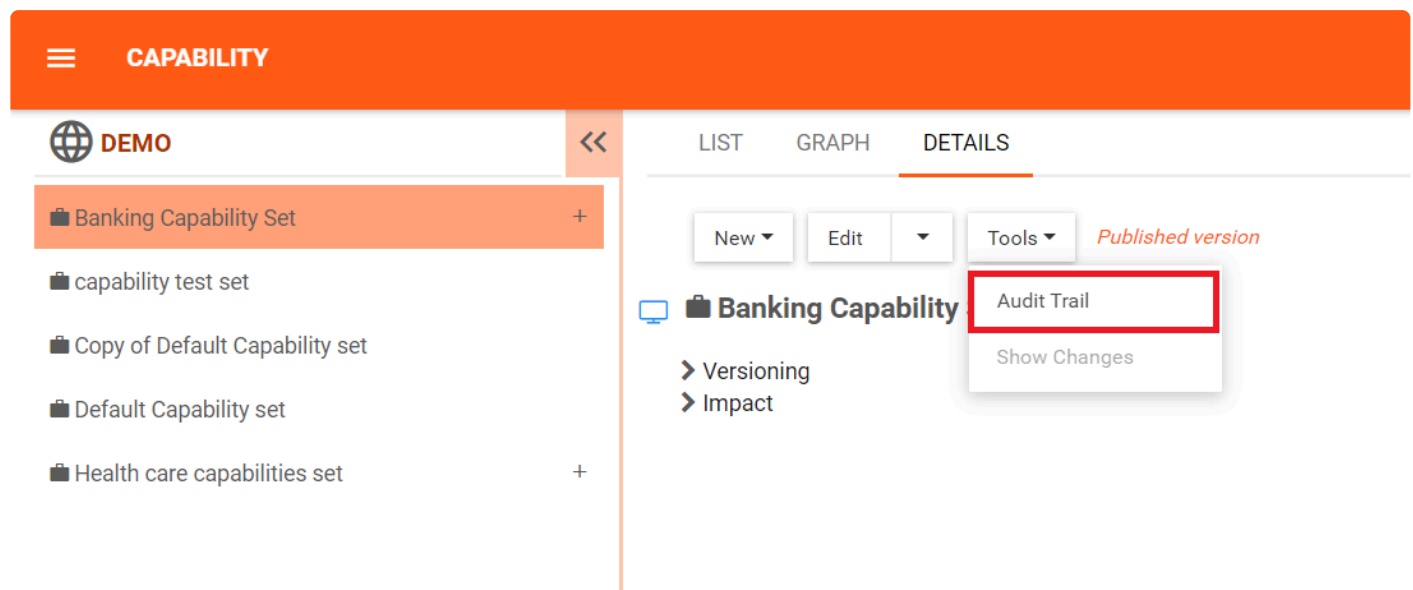 CAPABILITY
DEMO
LIST GRAPH DETAILS
Banking Capability Set +
New Edit Tools Published version
capability test set
Audit Trail
Banking Capability
Copy of Default Capability set
Show Changes
Versioning
Default Capability set
Impact
Health care capabilities set +